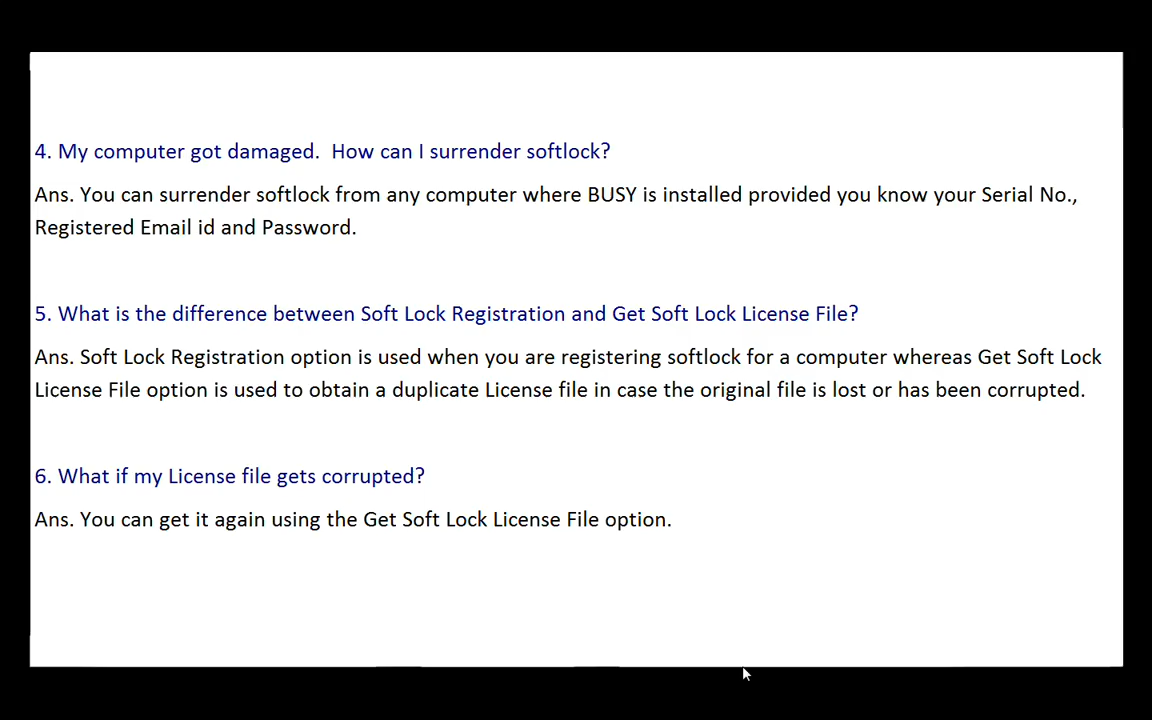 4. My computer got damaged.  How can I surrender softlock?
Ans. You can surrender softlock from any computer where BUSY is installed provided you know your Serial No.,
Registered Email id and Password.
5. What is the difference between Soft Lock Registration and Get Soft Lock License File?
Ans. Soft Lock Registration option is used when you are registering softlock for a computer whereas Get Soft Lock
License File option is used to obtain a duplicate License file in case the original file is lost or has been corrupted.
6. What if my License file gets corrupted?
Ans. You can get it again using the Get Soft Lock License File option.